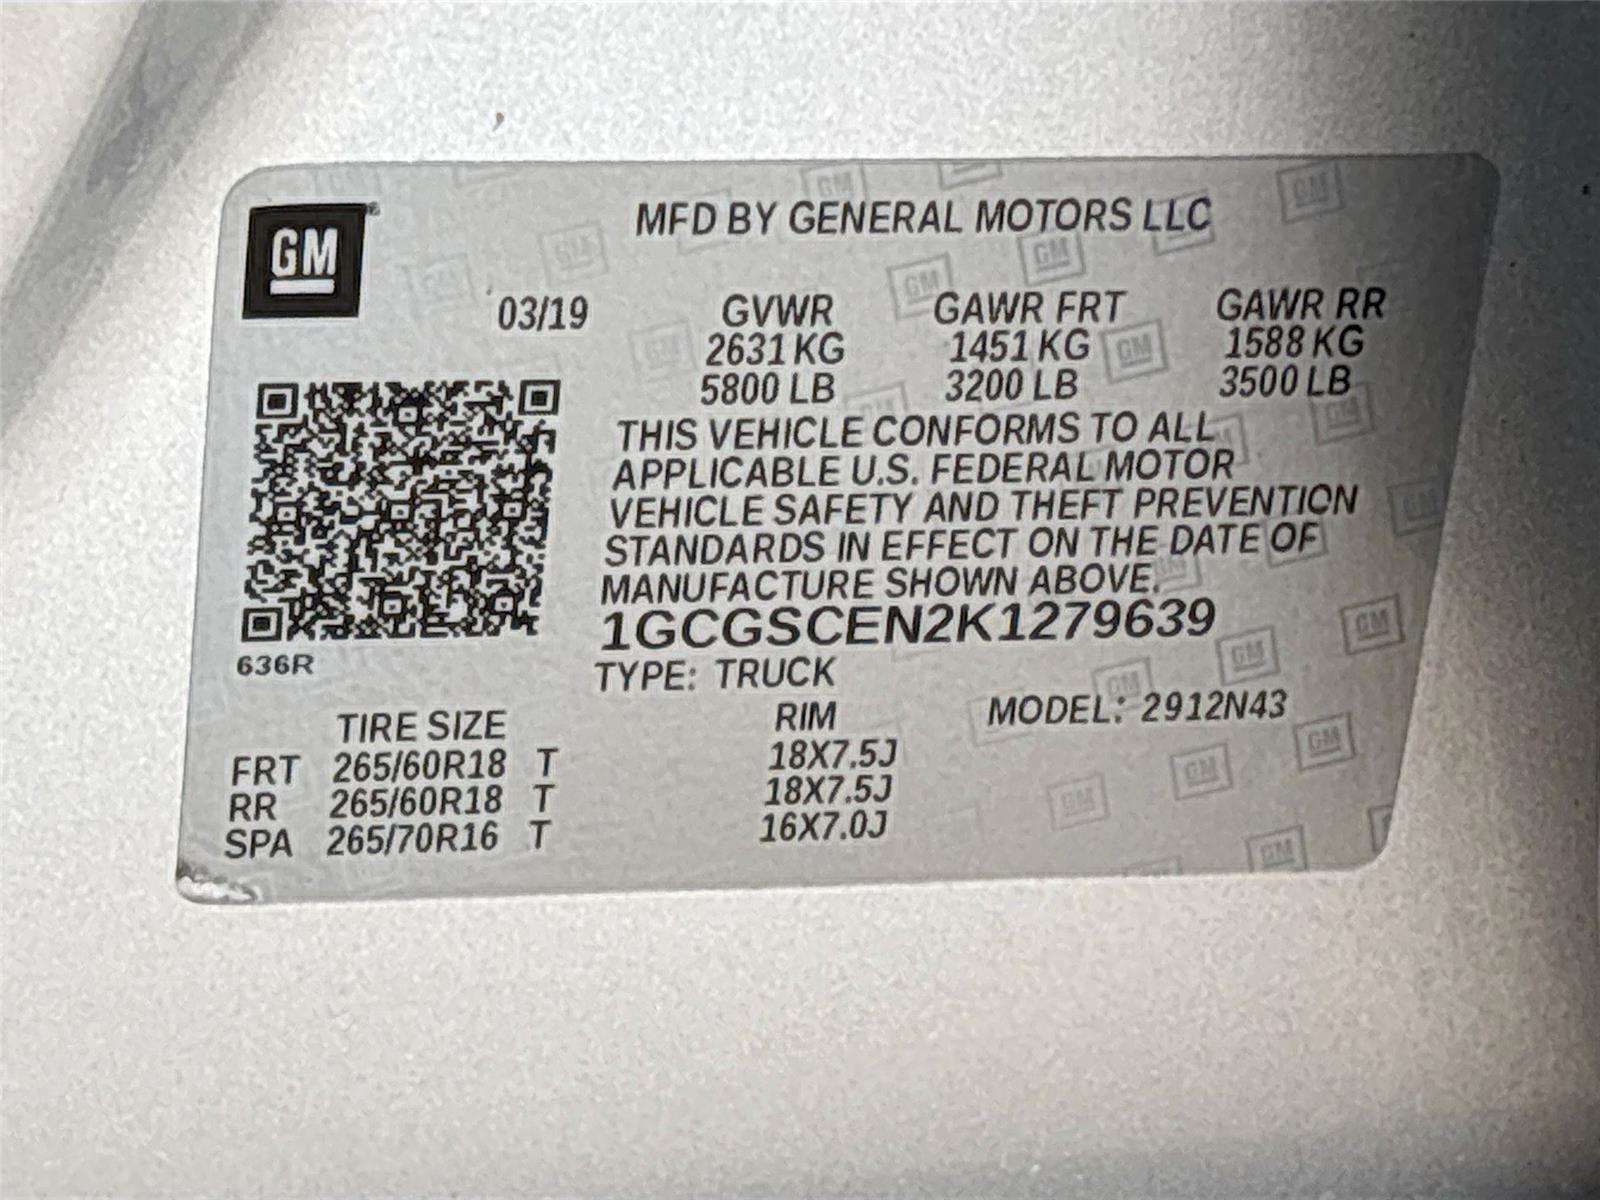 GM
MFD BY GENERAL MOTORS LLC
03/19
GVWR GAWR FRT GAWR RR
2631 KG 1451 KG 1588 KG
5800 LB 3200 LB 3500 LB
THIS VEHICLE CONFORMS TO ALL
APPLICABLE U.S. FEDERAL MOTOR
VEHICLE SAFETY AND THEFT PREVENTION
STANDARDS IN EFFECT ON THE DATE OF
MANUFACTURE SHOWN ABOVE.
1GCGSCEN2K1279639
636R
TYPE: TRUCK
MODEL: 2912N43
TIRE SIZE RIM
FRT 265/60R18 T 18X7.5J
RR 265/60R18 T 18X7.5J
SPA 265/70R16 T 16X7.0J